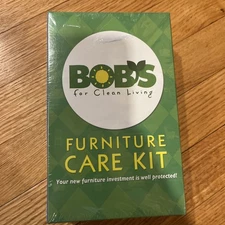 BOB'S
for Clean Living
FURNITURE
CARE KIT
Your new furniture investment is well protected!